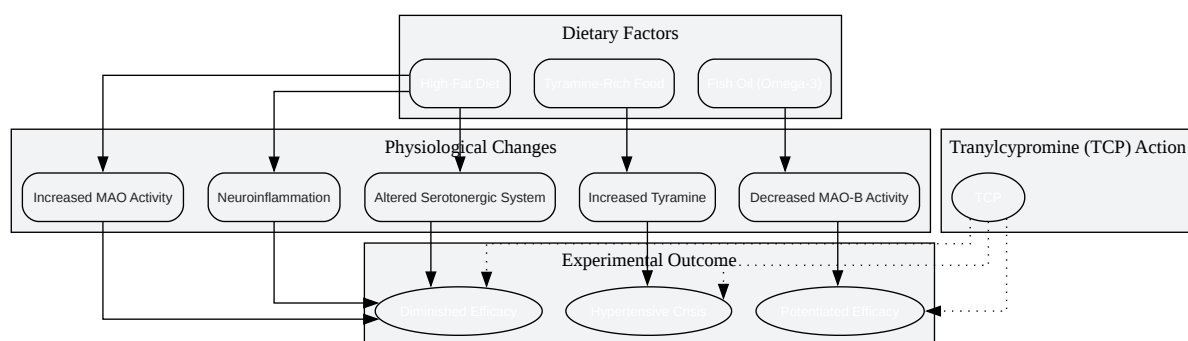 Dietary Factors
High-Fat Diet
Tyramine-Rich Food
Fish Oil (Omega-3)
Physiological Changes
Tranylcypromine (TCP) Action
Increased MAO Activity
Neuroinflammation
Altered Serotonergic System
Increased Tyramine
Decreased MAO-B Activity
TCP
Experimental Outcome
Diminished Efficacy
Hypertensive Crisis
Potentiated Efficacy